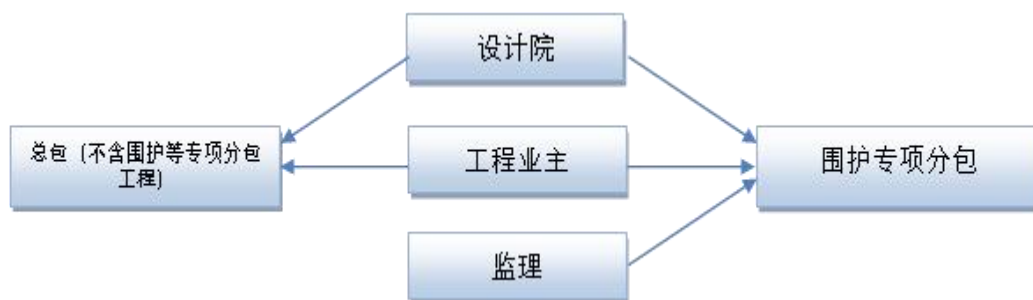 设计院
总包（不含围护等专项分包
工程）
工程业主
围护专项分包
监理